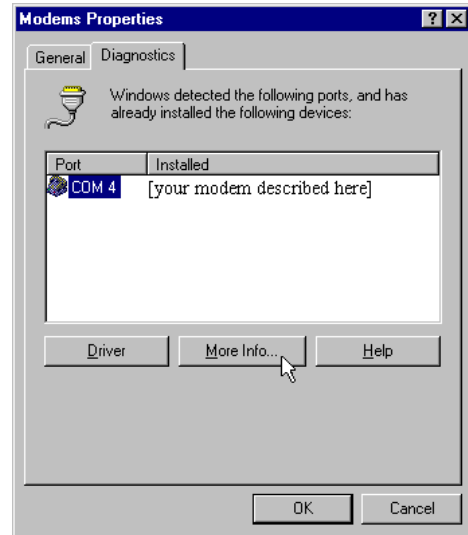 Modems Properties
General Diagnostics
Windows detected the following ports, and has
already installed the following devices:
Port Installed
COM 4 [your modem described here]
Driver More Info... Help
OK Cancel